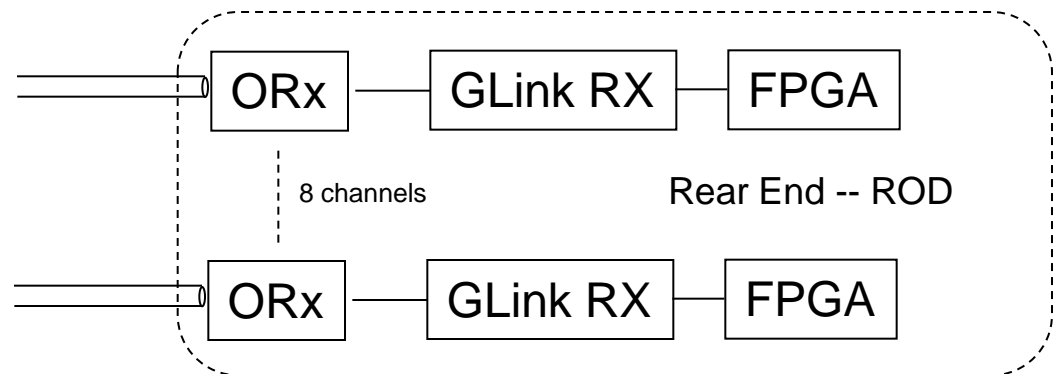 ORx GLink RX FPGA
8 channels Rear End -- ROD
ORx GLink RX FPGA